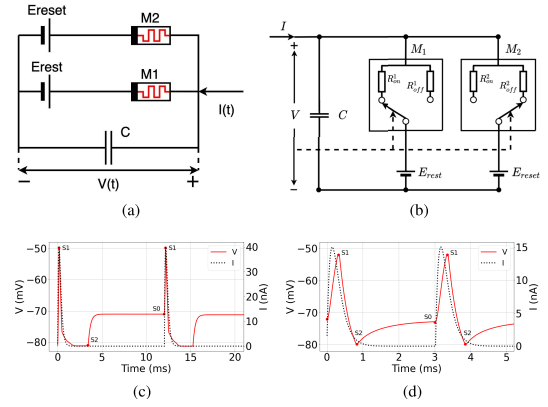 Ereset
M2
Erest
M1
I(t)
C
− V(t) +
(a)
I
+
V
−
C
M1
R1on
R1off
M2
R2on
R2off
Erest
Ereset
(b)
−50
−60
−70
−80
V (mV)
S1
S2
S0
S1
V
I
40
30
20
10
0
I (nA)
0 5 10 15 20
Time (ms)
(c)
−50
−60
−70
−80
V (mV)
S1
S2
S0
S1
S2
V
I
15
10
5
0
I (nA)
0 1 2 3 4 5
Time (ms)
(d)